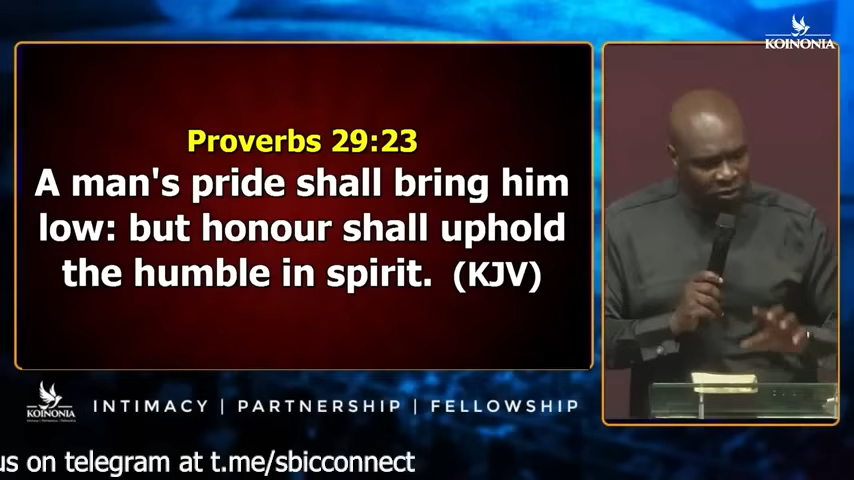 KOINONIA
Proverbs 29:23
A man's pride shall bring him
low: but honour shall uphold
the humble in spirit. (KJV)
KOINONIA
INTIMACY | PARTNERSHIP | FELLOWSHIP
us on telegram at t.me/sbicconnect